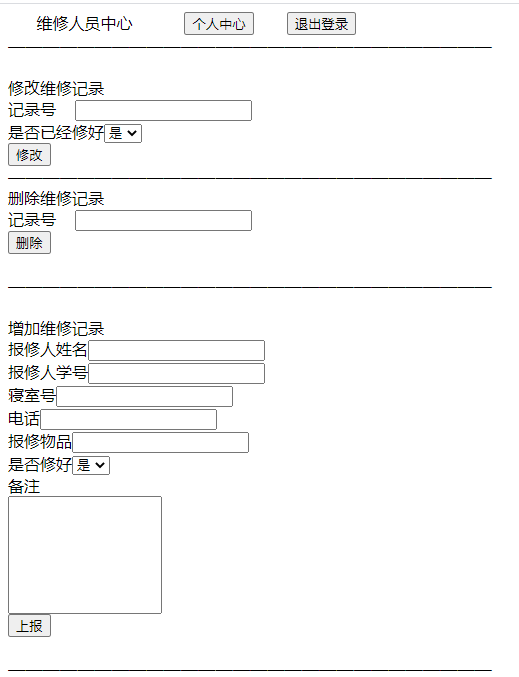 维修人员中心 个人中心 退出登录
修改维修记录
记录号
是否已经修好 是
修改
删除维修记录
记录号
删除
增加维修记录
报修人姓名
报修人学号
寝室号
电话
报修物品
是否修好 是
备注
上报